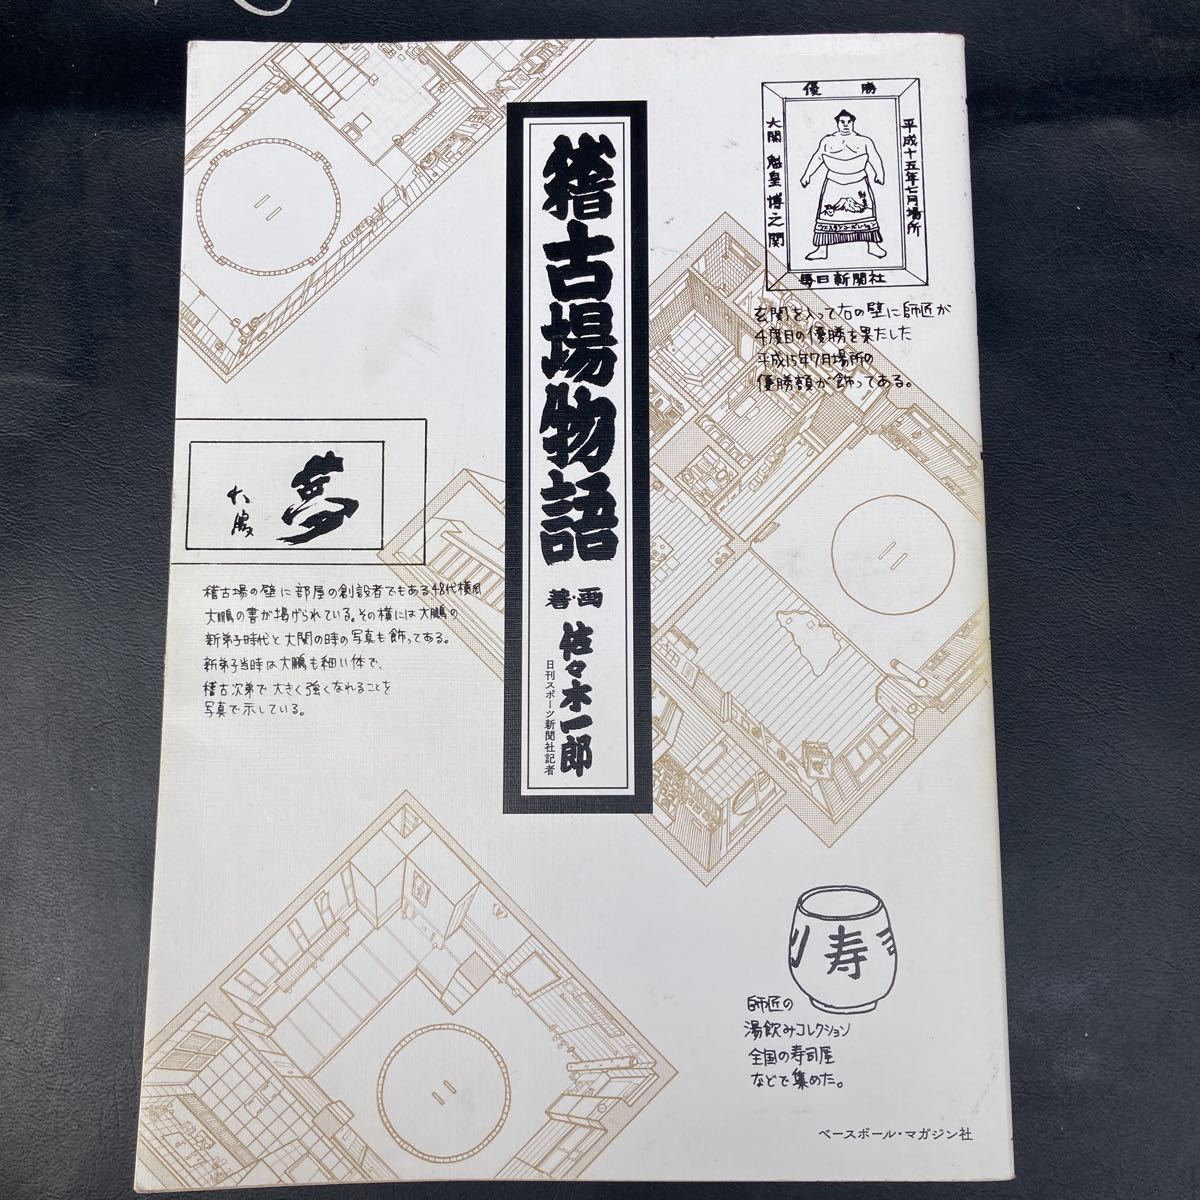 稽古場物語
著・画 佐々木一郎
日刊スポーツ新聞社記者
優勝
平成十五年七月場所
大関 魁皇博之関
毎日新聞社
玄関を入って右の壁に師匠が
4度目の優勝を果たした
平成15年7月場所の
優勝額が飾ってある。
夢
大鵬
稽古場の壁に部屋の創設者でもある48代横綱
大鵬の書が掲げられている。その横には大鵬の
新弟子時代と大関の時の写真も飾ってある。
新弟子当時は大鵬も細い体で、
稽古次第で大きく強くなれることを
写真で示している。
寿
師匠の
湯飲みコレクション
全国の寿司屋
などで集めた。
ベースボール・マガジン社